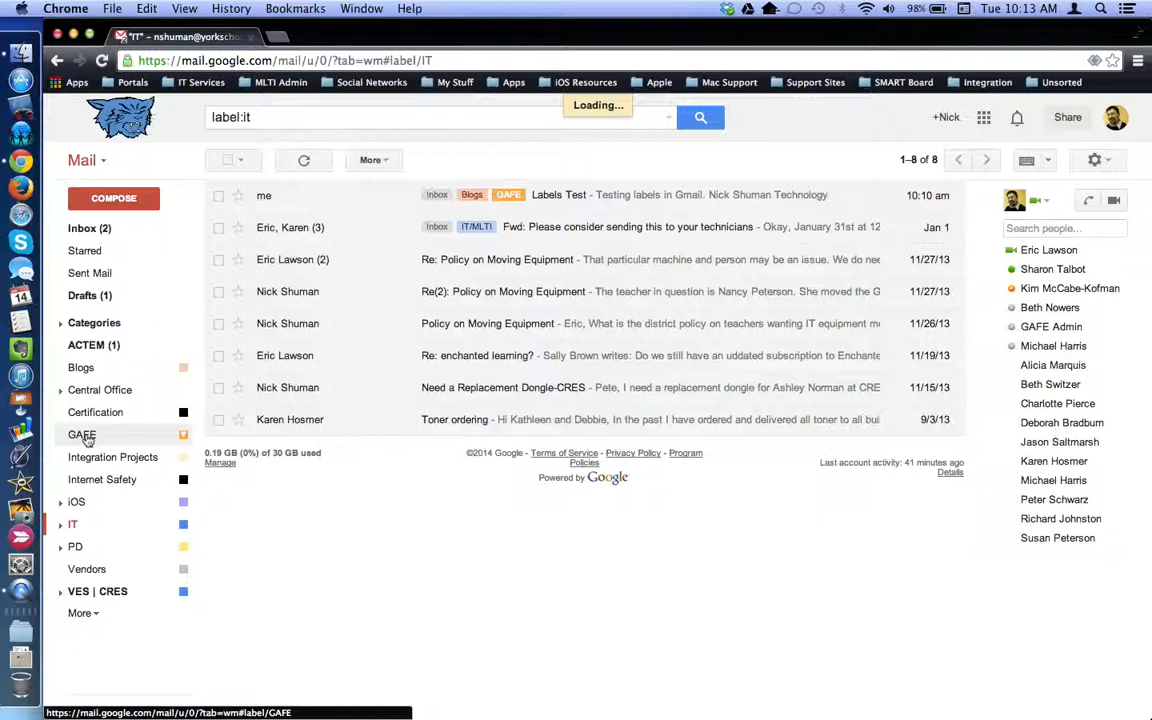 Chrome File Edit View History Bookmarks Window Help 98% Tue 10:13 AM
"IT" - nshuman@yorkscho
https://mail.google.com/mail/u/0/?tab=wm#label/IT
Apps Portals IT Services MLTI Admin Social Networks My Stuff Apps iOS Resources Apple Mac Support Support Sites SMART Board Integration Unsorted
Loading...
label:it
+Nick Share
Mail More 1–8 of 8
COMPOSE
Inbox (2)
Starred
Sent Mail
Drafts (1)
Categories
ACTEM (1)
Blogs
Central Office
Certification
GAFE
Integration Projects
Internet Safety
iOS
IT
PD
Vendors
VES | CRES
More
me Inbox Blogs GAFE Labels Test - Testing labels in Gmail. Nick Shuman Technology 10:10 am
Eric, Karen (3) Inbox IT/MLTI Fwd: Please consider sending this to your technicians - Okay, January 31st at 12 Jan 1
Eric Lawson (2) Re: Policy on Moving Equipment - That particular machine and person may be an issue. We do nee 11/27/13
Nick Shuman Re(2): Policy on Moving Equipment - The teacher in question is Nancy Peterson. She moved the G 11/27/13
Nick Shuman Policy on Moving Equipment - Eric, What is the district policy on teachers wanting IT equipment m 11/26/13
Eric Lawson Re: enchanted learning? - Sally Brown writes: Do we still have an uddated subscription to Enchante 11/19/13
Nick Shuman Need a Replacement Dongle-CRES - Pete, I need a replacement dongle for Ashley Norman at CRE 11/15/13
Karen Hosmer Toner ordering - Hi Kathleen and Debbie, In the past I have ordered and delivered all toner to all bui 9/3/13
0.19 GB (0%) of 30 GB used
Manage
©2014 Google - Terms of Service - Privacy Policy - Program
Policies
Powered by Google
Last account activity: 41 minutes ago
Details
Search people...
Eric Lawson
Sharon Talbot
Kim McCabe-Kofman
Beth Nowers
GAFE Admin
Michael Harris
Alicia Marquis
Beth Switzer
Charlotte Pierce
Deborah Bradburn
Jason Saltmarsh
Karen Hosmer
Michael Harris
Peter Schwarz
Richard Johnston
Susan Peterson
14
https://mail.google.com/mail/u/0/?tab=wm#label/GAFE